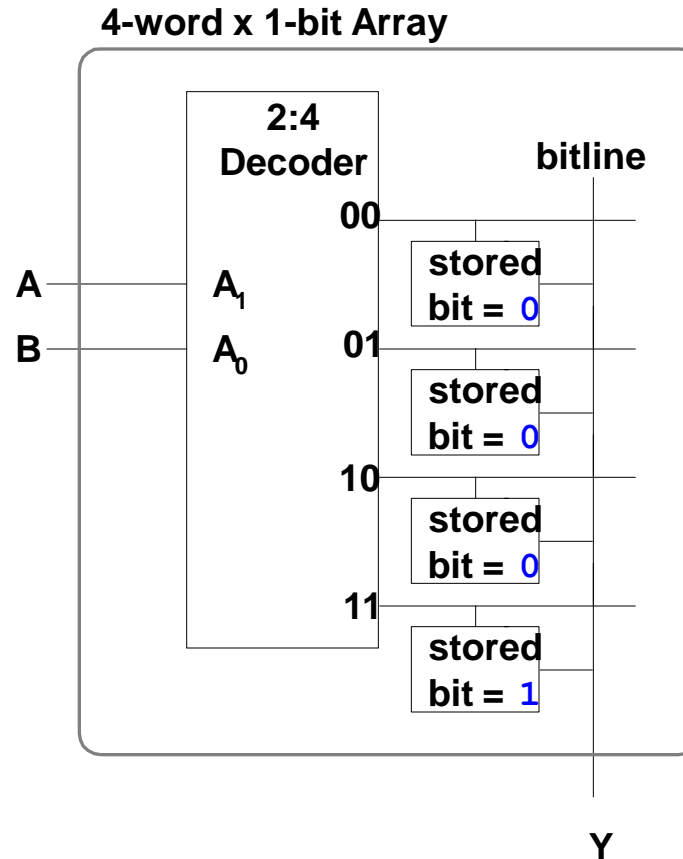 4-word x 1-bit Array
2:4
Decoder
bitline
00
stored
bit = 0
A
A1
B
A0
01
stored
bit = 0
10
stored
bit = 0
11
stored
bit = 1
Y